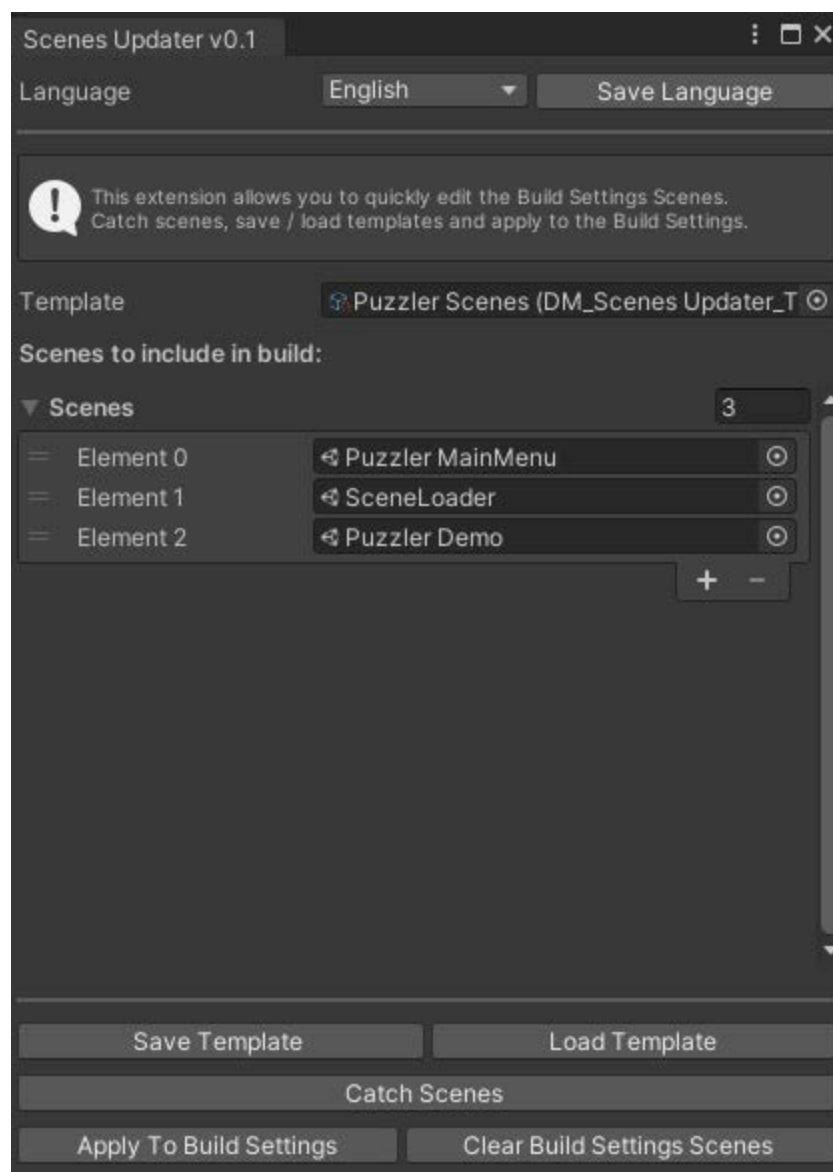 Scenes Updater v0.1
Language English Save Language
This extension allows you to quickly edit the Build Settings Scenes.
Catch scenes, save / load templates and apply to the Build Settings.
Template Puzzler Scenes (DM_Scenes Updater_T
Scenes to include in build:
Scenes 3
Element 0 Puzzler MainMenu
Element 1 SceneLoader
Element 2 Puzzler Demo
Save Template Load Template
Catch Scenes
Apply To Build Settings Clear Build Settings Scenes